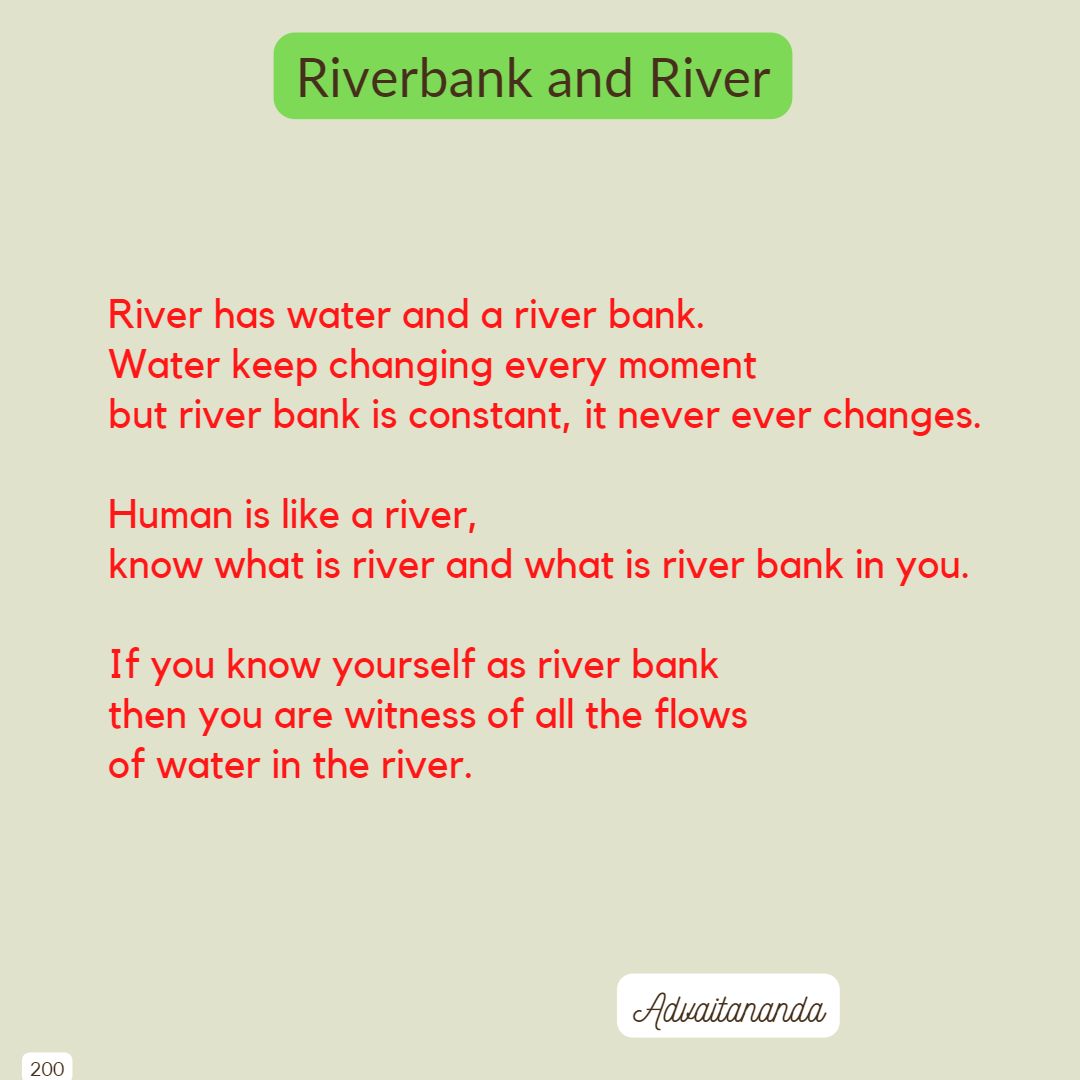 Riverbank and River
River has water and a river bank.
Water keep changing every moment
but river bank is constant, it never ever changes.
Human is like a river,
know what is river and what is river bank in you.
If you know yourself as river bank
then you are witness of all the flows
of water in the river.
Advaitananda
200